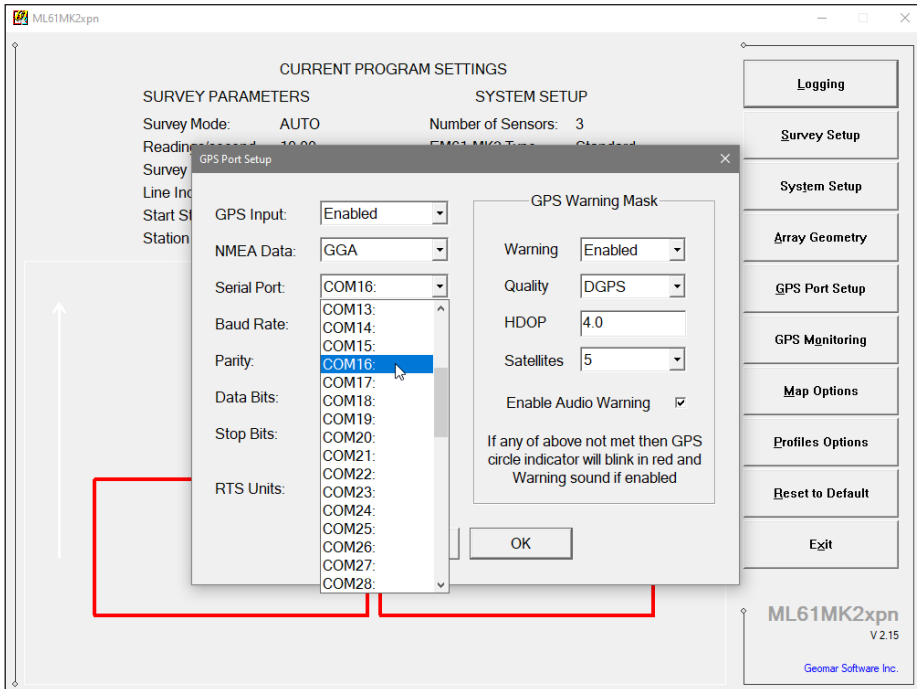 ML61MK2xpn
CURRENT PROGRAM SETTINGS
SURVEY PARAMETERS
SYSTEM SETUP
Survey Mode: AUTO
Number of Sensors: 3
Survey
Station
GPS Port Setup
GPS Input: Enabled
NMEA Data: GGA
Serial Port: COM16:
Baud Rate:
Parity:
Data Bits:
Stop Bits:
RTS Units:
COM13:
COM14:
COM15:
COM16:
COM17:
COM18:
COM19:
COM20:
COM21:
COM22:
COM23:
COM24:
COM25:
COM26:
COM27:
COM28:
GPS Warning Mask
Warning Enabled
Quality DGPS
HDOP 4.0
Satellites 5
Enable Audio Warning
If any of above not met then GPS
circle indicator will blink in red and
Warning sound if enabled
OK
Logging
Survey Setup
System Setup
Array Geometry
GPS Port Setup
GPS Monitoring
Map Options
Profiles Options
Reset to Default
Exit
ML61MK2xpn
V 2.15
Geomar Software Inc.